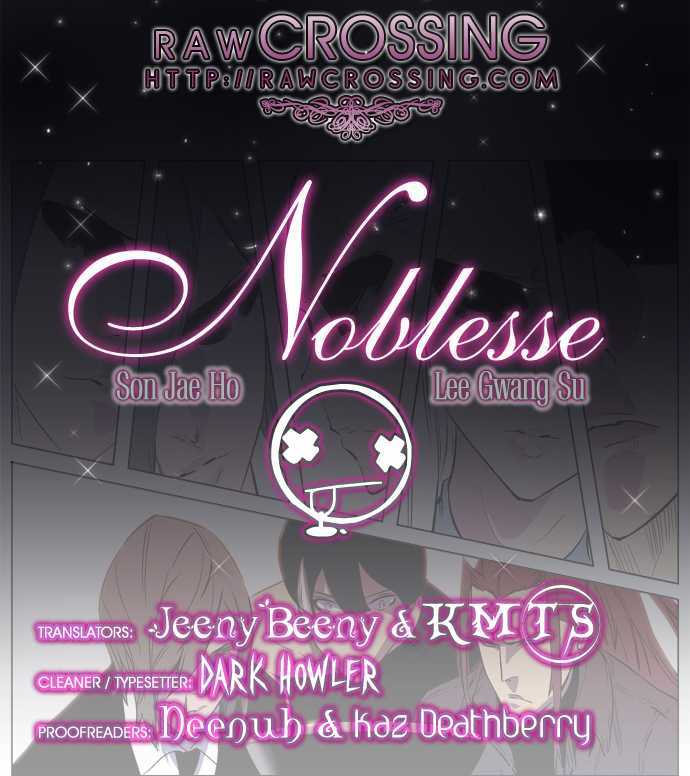 RAW CROSSING
HTTP://RAWCROSSING.COM
Noblesse
Son Jae Ho Lee Gwang Su
TRANSLATORS: Jeeny Beeny & KMTS
CLEANER / TYPESETTER: DARK HOWLER
PROOFREADERS: Neenuh & Kaz Deathberry